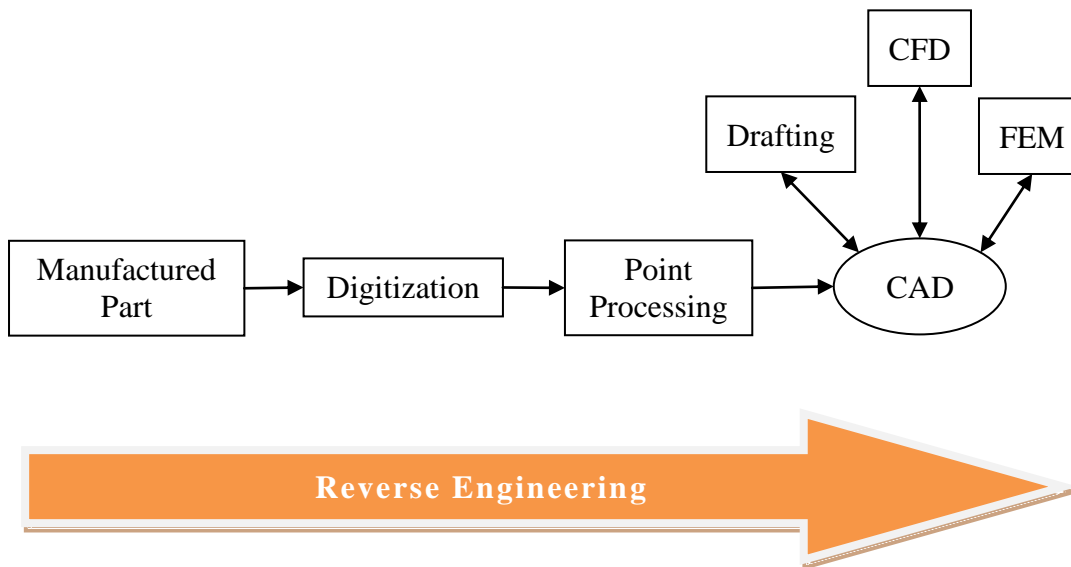 CFD
Drafting
FEM
Manufactured
Part
Digitization
Point
Processing
CAD
Reverse Engineering